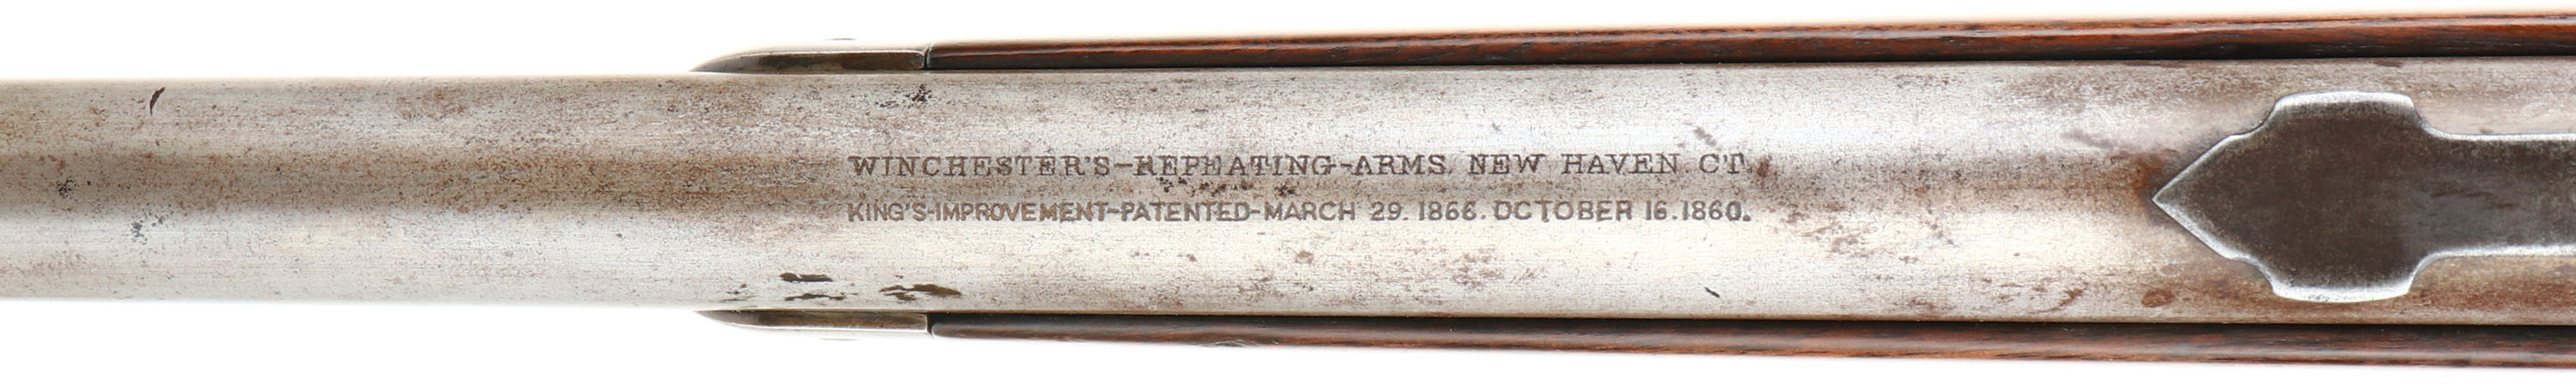 WINCHESTER'S-REPEATING-ARMS. NEW HAVEN. CT.
KING'S-IMPROVEMENT-PATENTED-MARCH 29. 1866. OCTOBER 16. 1860.